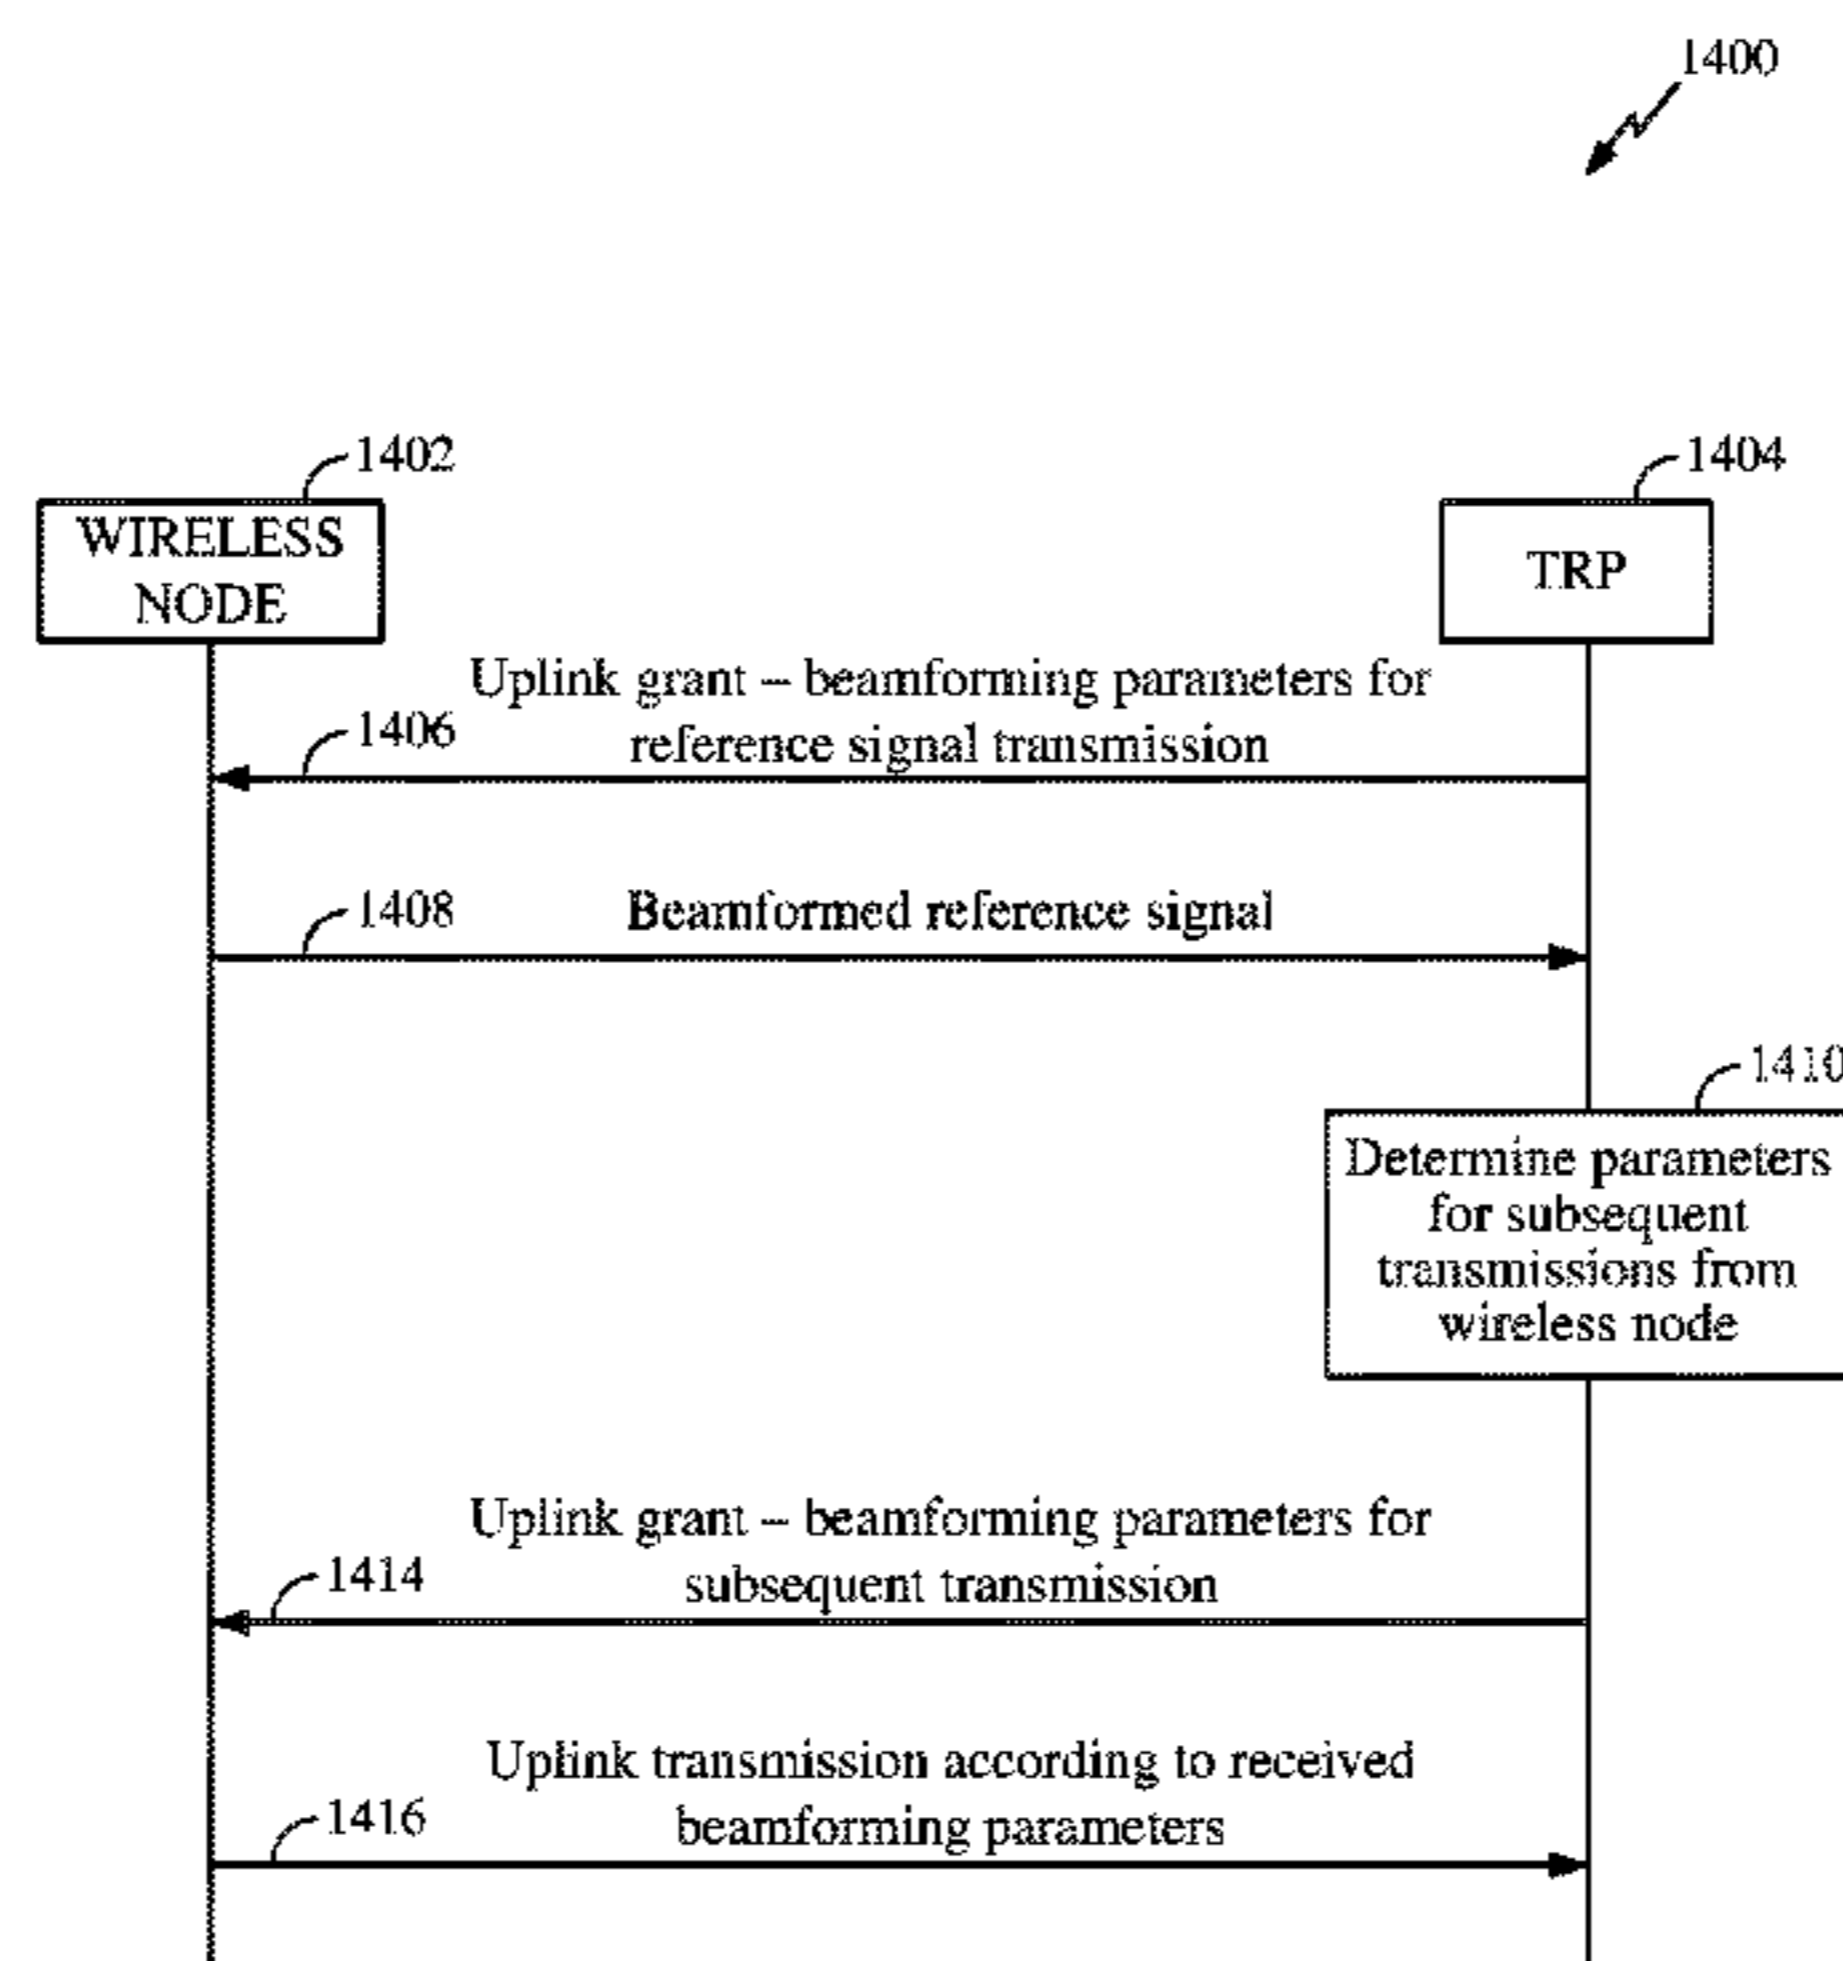 1400
1402
1404
WIRELESS
NODE
TRP
Uplink grant – beamforming parameters for
reference signal transmission
1406
1408
Beamformed reference signal
1410
Determine parameters
for subsequent
transmissions from
wireless node
Uplink grant – beamforming parameters for
subsequent transmission
1414
Uplink transmission according to received
beamforming parameters
1416